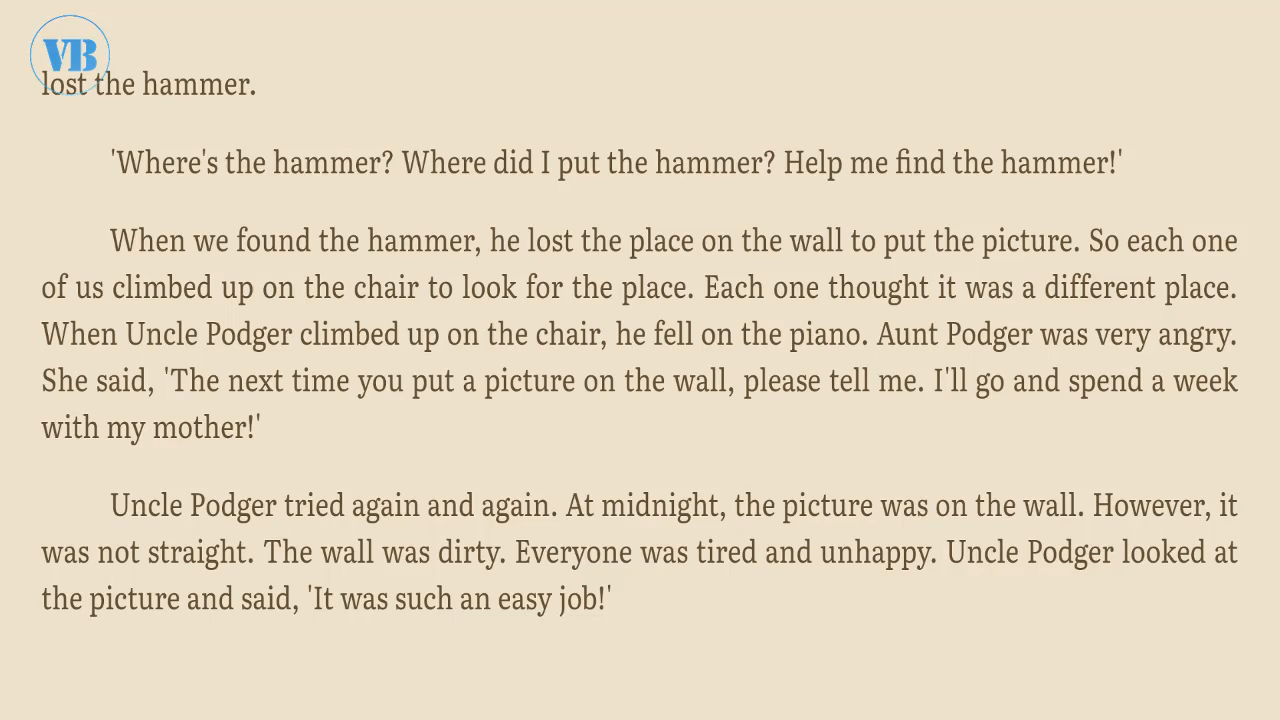 VB
lost the hammer.
'Where's the hammer? Where did I put the hammer? Help me find the hammer!'
When we found the hammer, he lost the place on the wall to put the picture. So each one
of us climbed up on the chair to look for the place. Each one thought it was a different place.
When Uncle Podger climbed up on the chair, he fell on the piano. Aunt Podger was very angry.
She said, 'The next time you put a picture on the wall, please tell me. I'll go and spend a week
with my mother!'
Uncle Podger tried again and again. At midnight, the picture was on the wall. However, it
was not straight. The wall was dirty. Everyone was tired and unhappy. Uncle Podger looked at
the picture and said, 'It was such an easy job!'